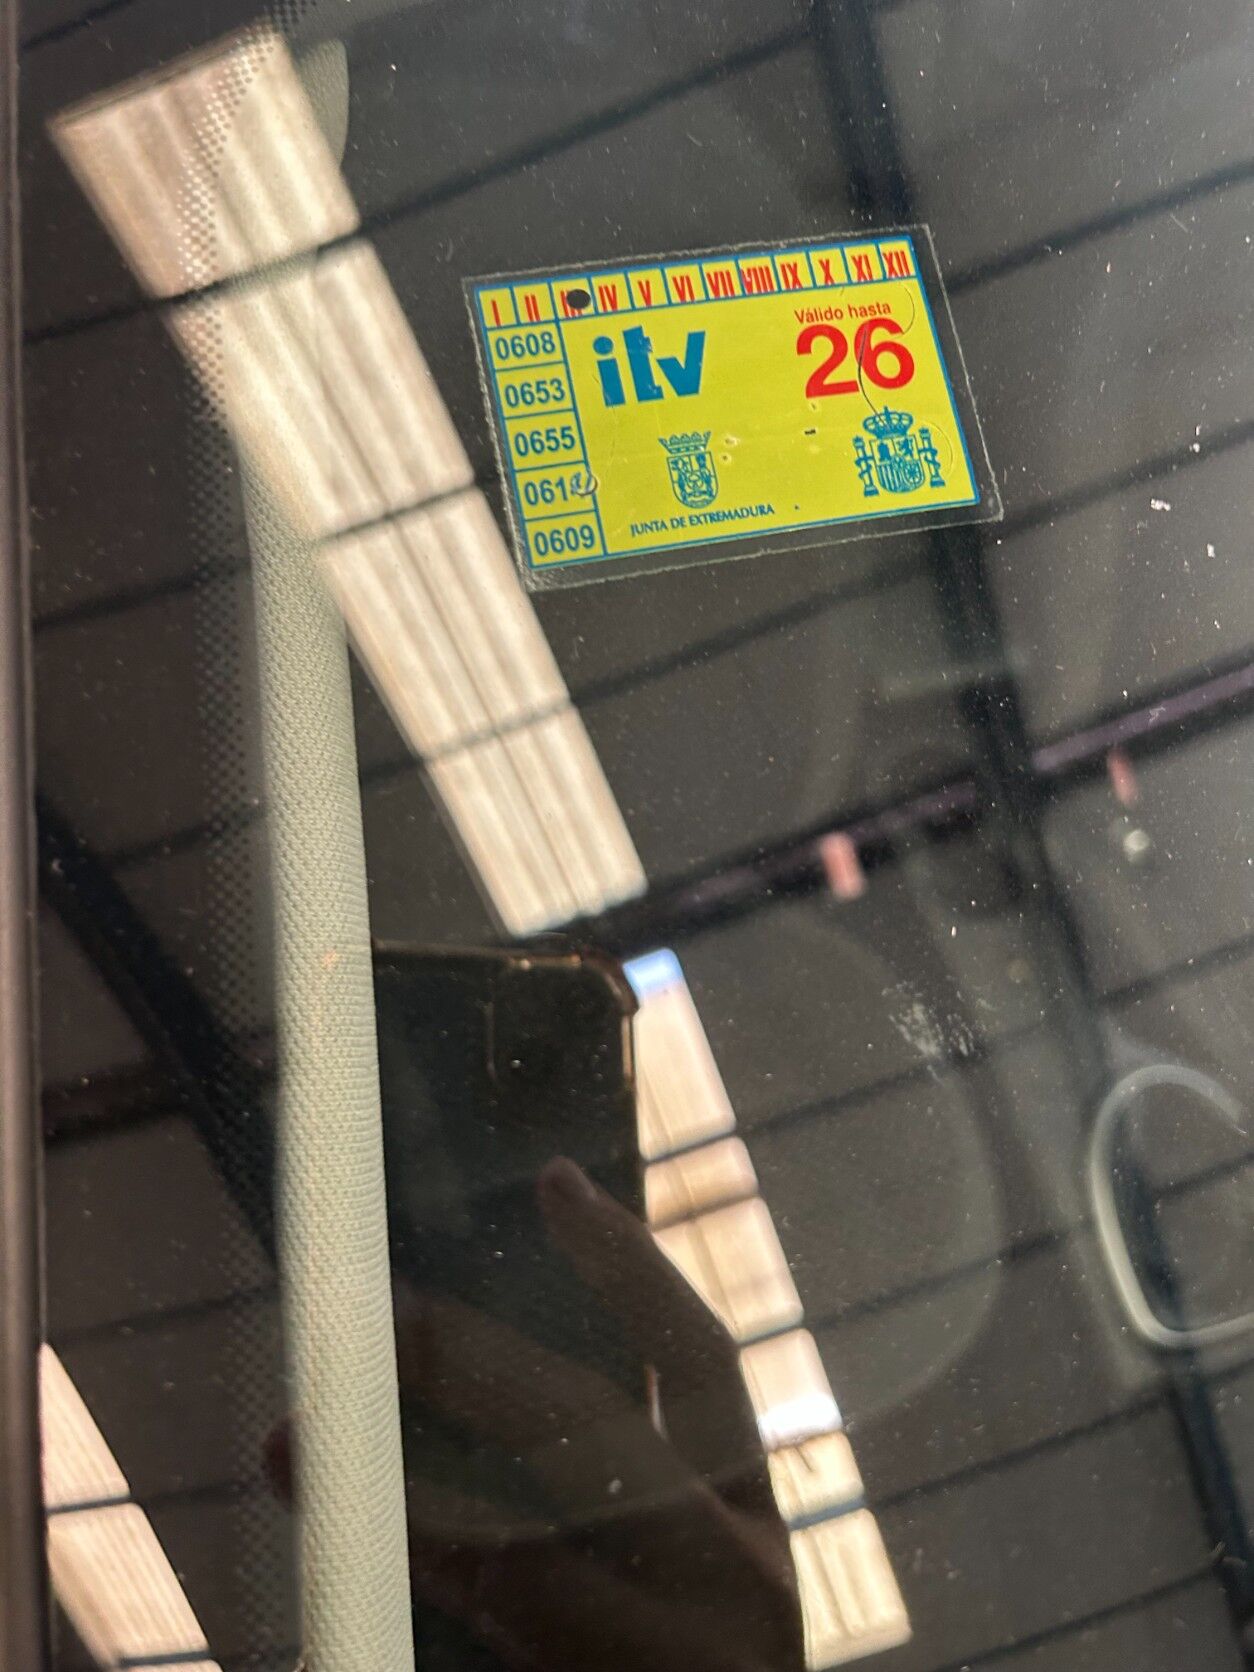 I II III IV V VI VII VIII IX X XI XII
0608
0653
0655
0609
itv
Válido hasta
26
JUNTA DE EXTREMADURA